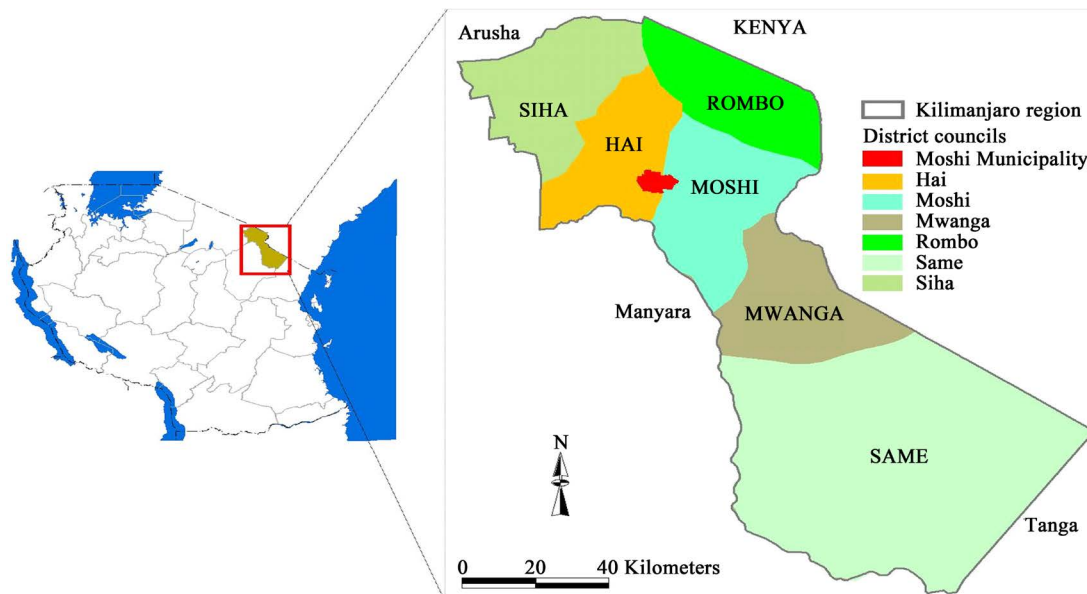 Arusha
KENYA
SIHA
ROMBO
HAI
MOSHI
Manyara
MWANGA
SAME
Tanga
Kilimanjaro region
District councils
Moshi Municipality
Hai
Moshi
Mwanga
Rombo
Same
Siha
N
0 20 40 Kilometers